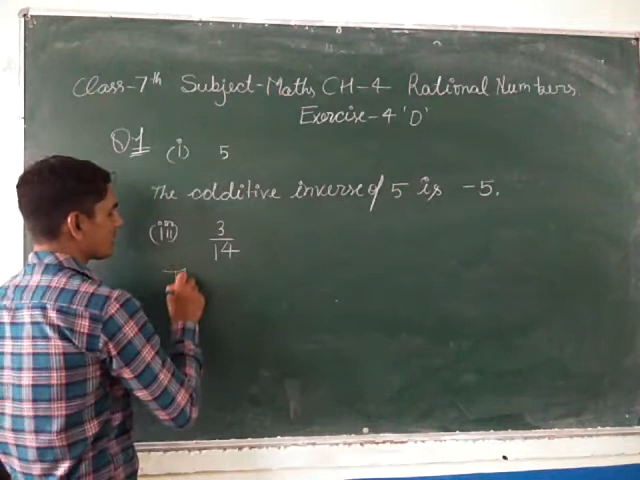 Class-7th Subject-Maths CH-4 Rational Numbers
Exercise-4 'D'
Q1 (i) 5
The additive inverse of 5 is -5.
(iii) 3/14
T